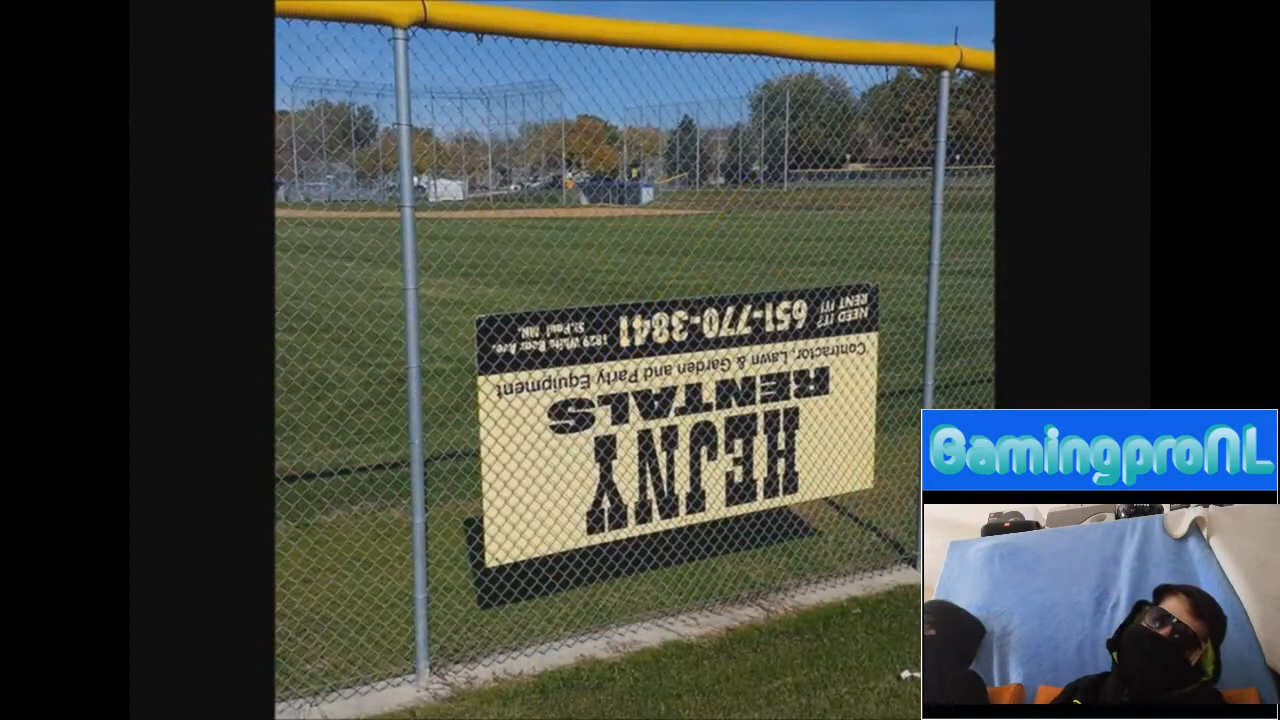 HEJNY
RENTALS
Contractor, Lawn & Garden and Party Equipment
NEED IT?
RENT IT!
651-770-3841
1829 White Bear Ave.
St.Paul MN.
GamingproNL